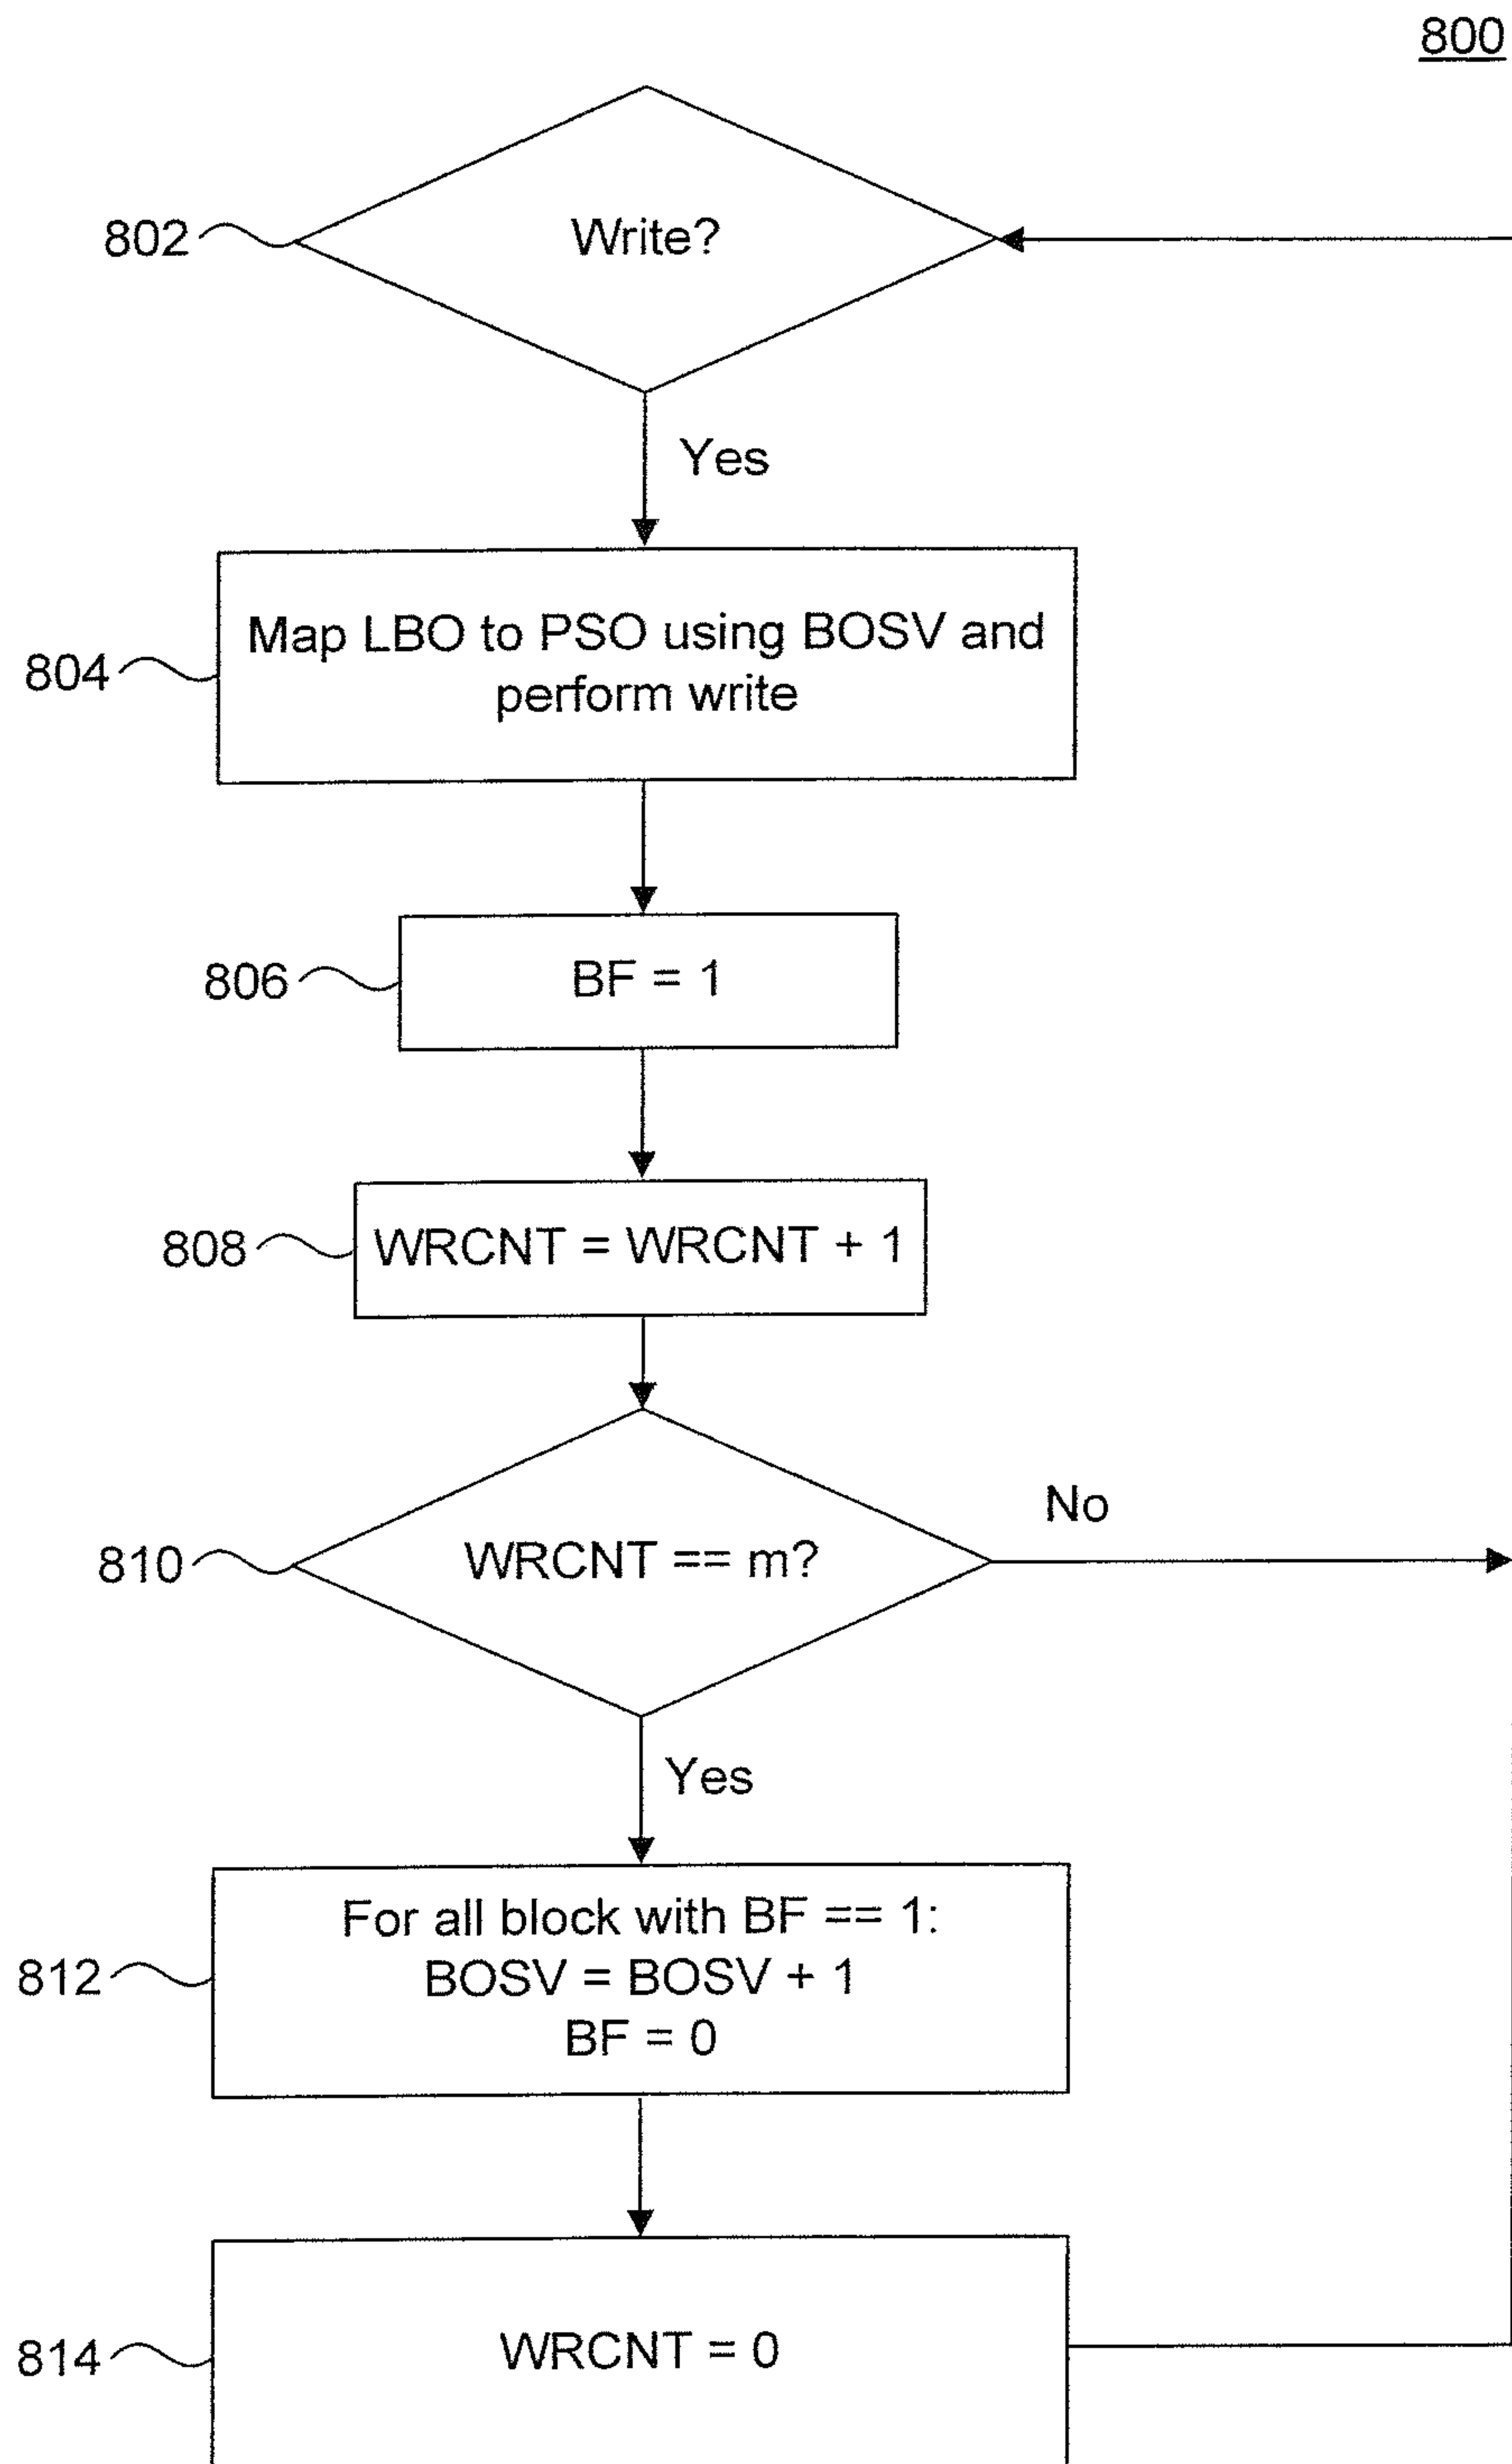 800
Write?
802
Yes
Map LBO to PSO using BOSV and
perform write
804
BF = 1
806
WRCNT = WRCNT + 1
808
No
WRCNT == m?
810
Yes
For all block with BF == 1:
BOSV = BOSV + 1
BF = 0
812
WRCNT = 0
814